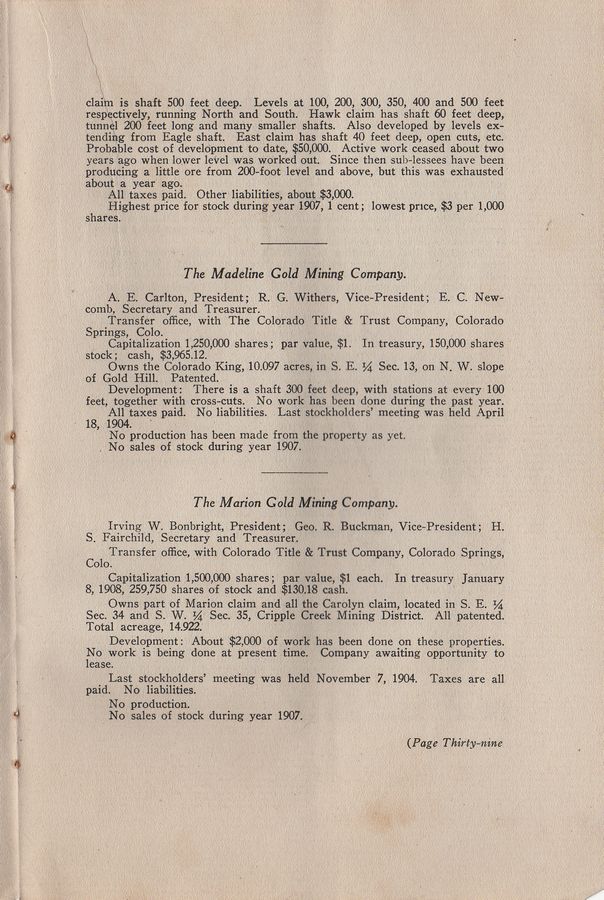 claim is shaft 500 feet deep. Levels at 100, 200, 300, 350, 400 and 500 feet
respectively, running North and South. Hawk claim has shaft 60 feet deep,
tunnel 200 feet long and many smaller shafts. Also developed by levels ex-
tending from Eagle shaft. East claim has shaft 40 feet deep, open cuts, etc.
Probable cost of development to date, $50,000. Active work ceased about two
years ago when lower level was worked out. Since then sub-lessees have been
producing a little ore from 200-foot level and above, but this was exhausted
about a year ago.
All taxes paid. Other liabilities, about $3,000.
Highest price for stock during year 1907, 1 cent; lowest price, $3 per 1,000
shares.
The Madeline Gold Mining Company.
A. E. Carlton, President; R. G. Withers, Vice-President; E. C. New-
comb, Secretary and Treasurer.
Transfer office, with The Colorado Title & Trust Company, Colorado
Springs, Colo.
Capitalization 1,250,000 shares; par value, $1. In treasury, 150,000 shares
stock; cash, $3,965.12.
Owns the Colorado King, 10.097 acres, in S. E. ¼ Sec. 13, on N. W. slope
of Gold Hill. Patented.
Development: There is a shaft 300 feet deep, with stations at every 100
feet, together with cross-cuts. No work has been done during the past year.
All taxes paid. No liabilities. Last stockholders' meeting was held April
18, 1904.
No production has been made from the property as yet.
No sales of stock during year 1907.
The Marion Gold Mining Company.
Irving W. Bonbright, President; Geo. R. Buckman, Vice-President; H.
S. Fairchild, Secretary and Treasurer.
Transfer office, with Colorado Title & Trust Company, Colorado Springs,
Colo.
Capitalization 1,500,000 shares; par value, $1 each. In treasury January
8, 1908, 259,750 shares of stock and $130.18 cash.
Owns part of Marion claim and all the Carolyn claim, located in S. E. ¼
Sec. 34 and S. W. ¼ Sec. 35, Cripple Creek Mining District. All patented.
Total acreage, 14.922.
Development: About $2,000 of work has been done on these properties.
No work is being done at present time. Company awaiting opportunity to
lease.
Last stockholders' meeting was held November 7, 1904. Taxes are all
paid. No liabilities.
No production.
No sales of stock during year 1907.
(Page Thirty-nine